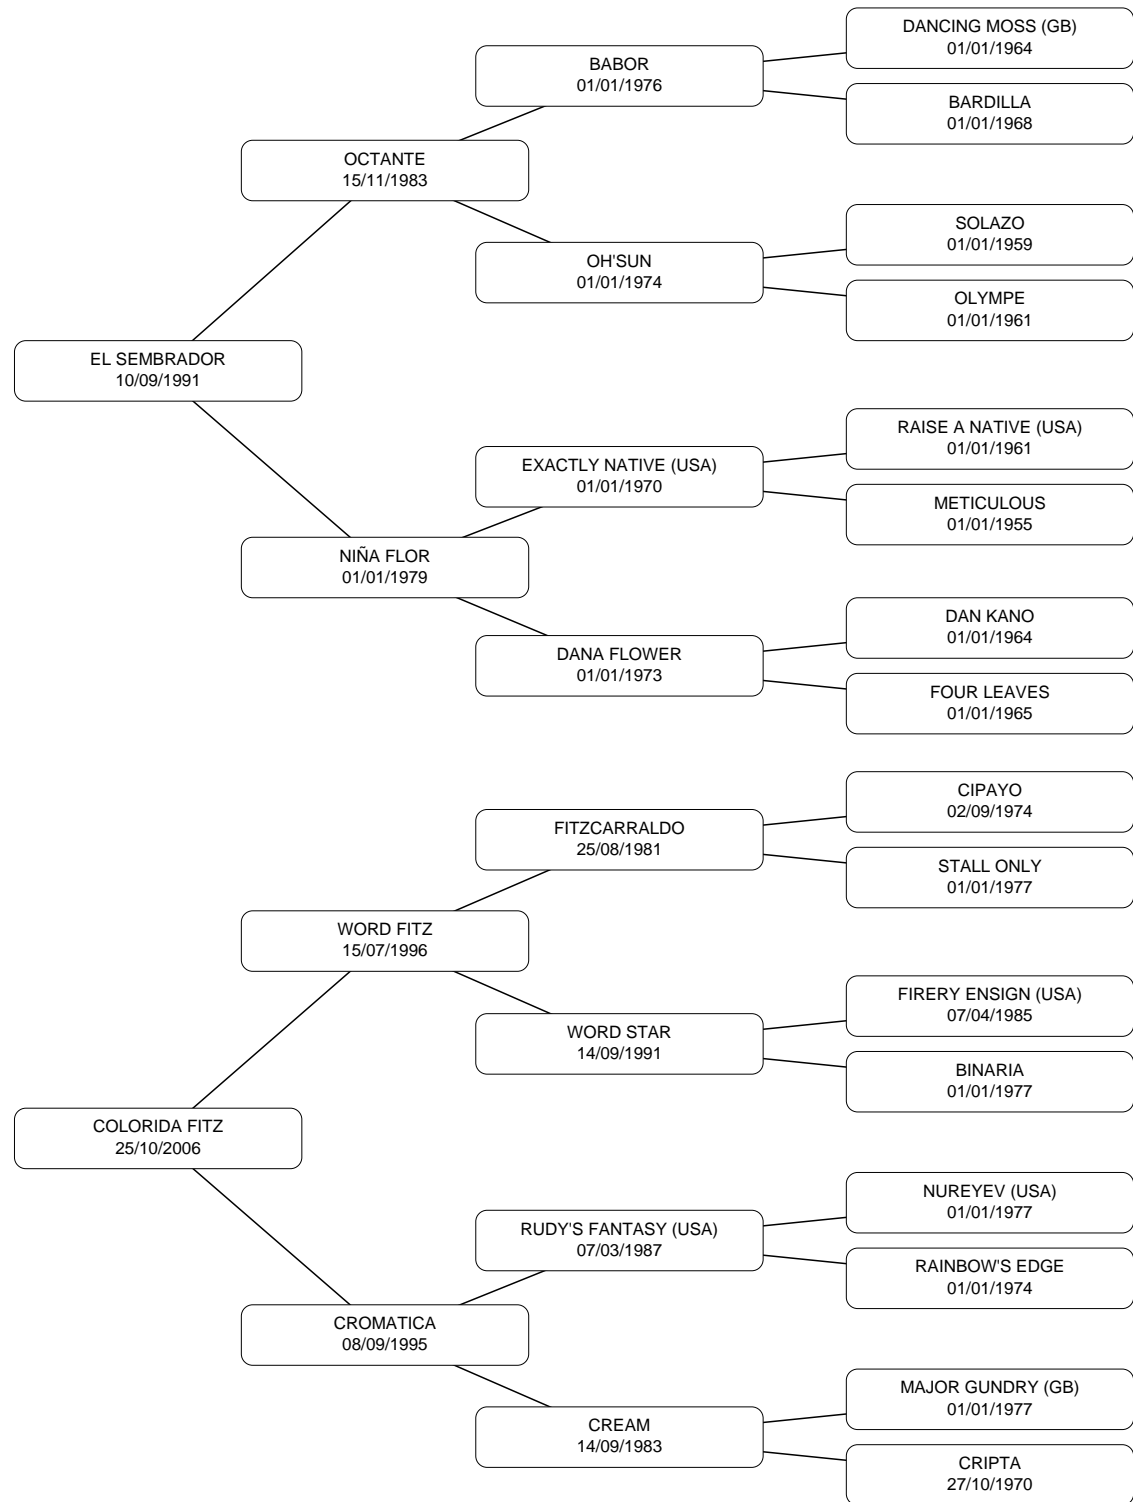 DANCING MOSS (GB)
01/01/1964
BABOR
01/01/1976
BARDILLA
01/01/1968
OCTANTE
15/11/1983
SOLAZO
01/01/1959
OH'SUN
01/01/1974
OLYMPE
01/01/1961
EL SEMBRADOR
10/09/1991
RAISE A NATIVE (USA)
01/01/1961
EXACTLY NATIVE (USA)
01/01/1970
METICULOUS
01/01/1955
NIÑA FLOR
01/01/1979
DAN KANO
01/01/1964
DANA FLOWER
01/01/1973
FOUR LEAVES
01/01/1965
CIPAYO
02/09/1974
FITZCARRALDO
25/08/1981
STALL ONLY
01/01/1977
WORD FITZ
15/07/1996
FIRERY ENSIGN (USA)
07/04/1985
WORD STAR
14/09/1991
BINARIA
01/01/1977
COLORIDA FITZ
25/10/2006
NUREYEV (USA)
01/01/1977
RUDY'S FANTASY (USA)
07/03/1987
RAINBOW'S EDGE
01/01/1974
CROMATICA
08/09/1995
MAJOR GUNDRY (GB)
01/01/1977
CREAM
14/09/1983
CRIPTA
27/10/1970